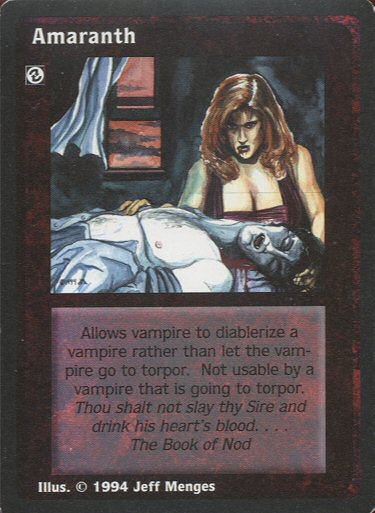 Amaranth
Allows vampire to diablerize a
vampire rather than let the vam-
pire go to torpor. Not usable by a
vampire that is going to torpor.
Thou shalt not slay thy Sire and
drink his heart's blood. . . .
The Book of Nod
Illus. © 1994 Jeff Menges